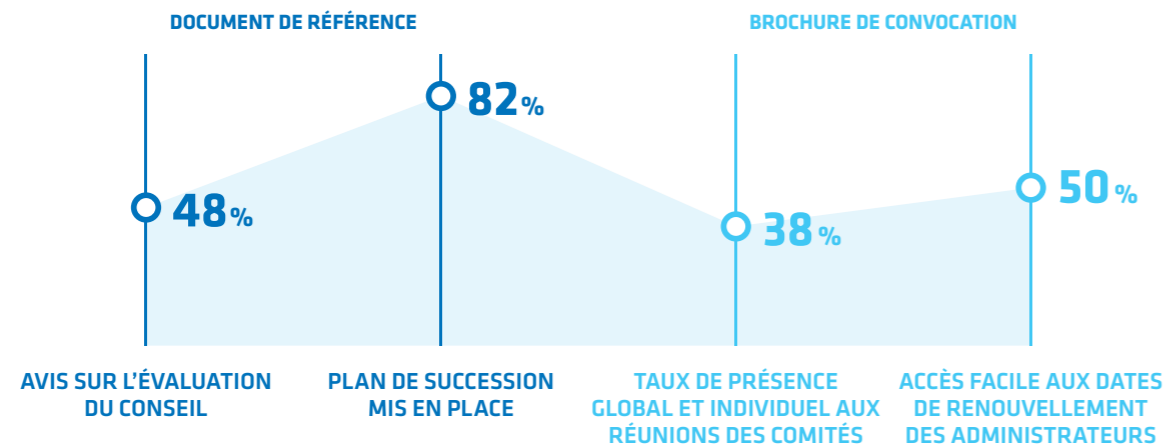 DOCUMENT DE RÉFÉRENCE
BROCHURE DE CONVOCATION
48%
82%
38%
50%
AVIS SUR L'ÉVALUATION
DU CONSEIL
PLAN DE SUCCESSION
MIS EN PLACE
TAUX DE PRÉSENCE
GLOBAL ET INDIVIDUEL AUX
RÉUNIONS DES COMITÉS
ACCÈS FACILE AUX DATES
DE RENOUVELLEMENT
DES ADMINISTRATEURS